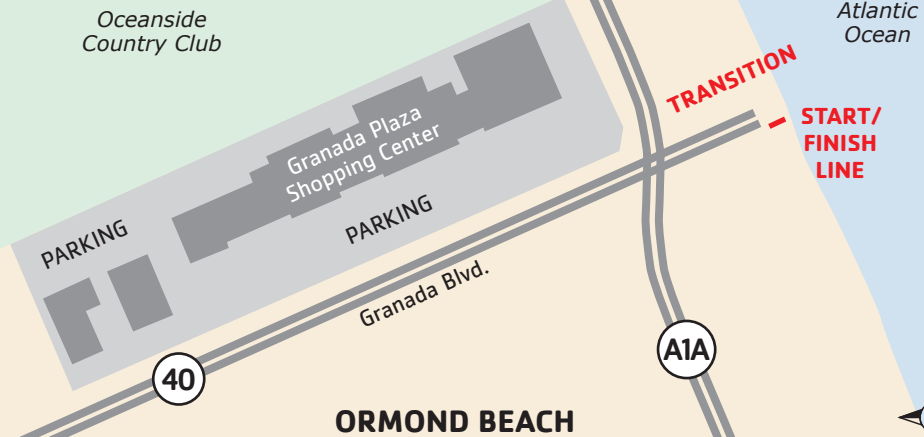 Oceanside
Country Club
Atlantic
Ocean
TRANSITION
START/
FINISH
LINE
Granada Plaza
Shopping Center
PARKING
PARKING
Granada Blvd.
40
A1A
ORMOND BEACH